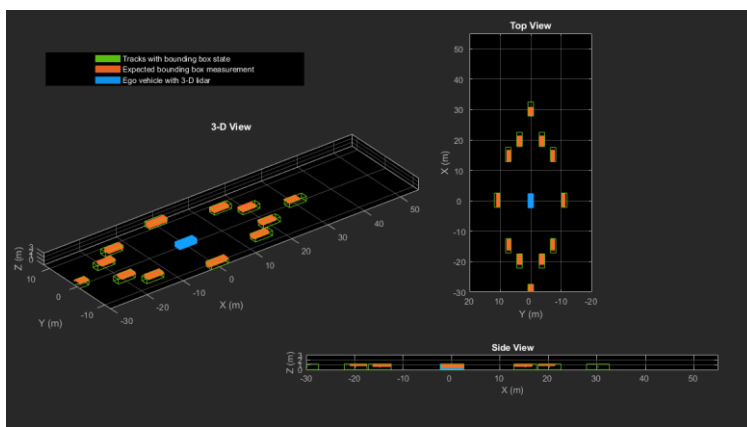 Top View
Tracks with bounding box state
Expected bounding box measurement
Ego vehicle with 3-D lidar
50
40
30
20
10
0
-10
-20
-30
X (m)
20 10 0 -10 -20
Y (m)
3-D View
Z (m)
10
0
-10
Y (m)
-30
-20
-10
0
10
20
30
40
50
X (m)
Side View
Z (m)
-30 -20 -10 0 10 20 30 40 50
X (m)